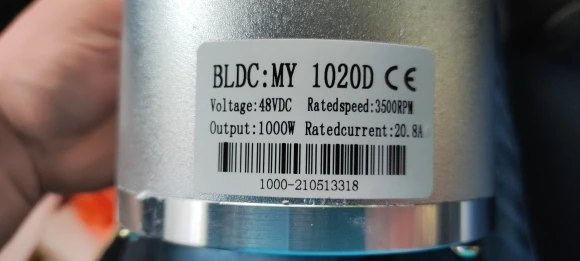 BLDC:MY 1020D CE
Voltage:48VDC Ratedspeed:3500RPM
Output:1000W Ratedcurrent:20.8A
1000-210513318